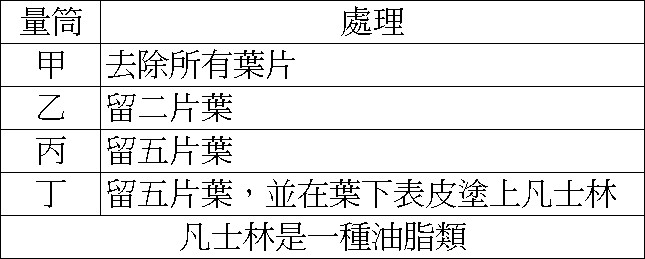 量筒 處理
甲 去除所有葉片
乙 留二片葉
丙 留五片葉
丁 留五片葉，並在葉下表皮塗上凡士林
凡士林是一種油脂類